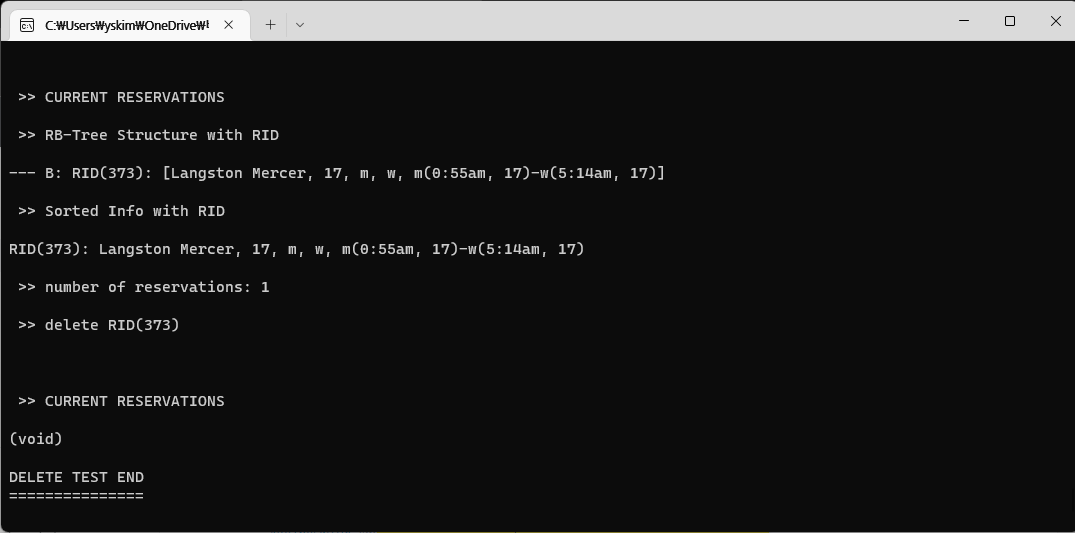 C:₩Users₩yskim₩OneDrive₩
>> CURRENT RESERVATIONS
>> RB-Tree Structure with RID
--- B: RID(373): [Langston Mercer, 17, m, w, m(0:55am, 17)-w(5:14am, 17)]
>> Sorted Info with RID
RID(373): Langston Mercer, 17, m, w, m(0:55am, 17)-w(5:14am, 17)
>> number of reservations: 1
>> delete RID(373)
>> CURRENT RESERVATIONS
(void)
DELETE TEST END
===============